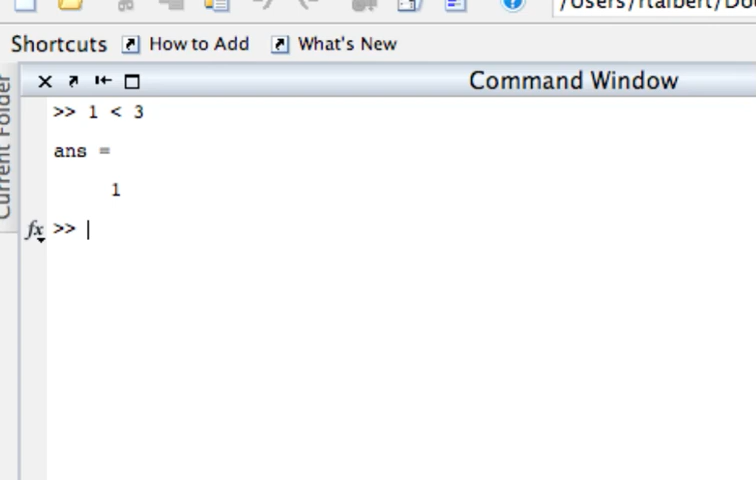 /Users/rtalbert/Do
Shortcuts How to Add What's New
Command Window
Current Folder
>> 1 < 3
ans =
1
fx >>